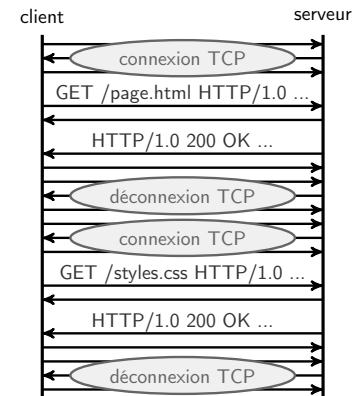 client
serveur
connexion TCP
GET /page.html HTTP/1.0 ...
HTTP/1.0 200 OK ...
déconnexion TCP
connexion TCP
GET /styles.css HTTP/1.0 ...
HTTP/1.0 200 OK ...
déconnexion TCP